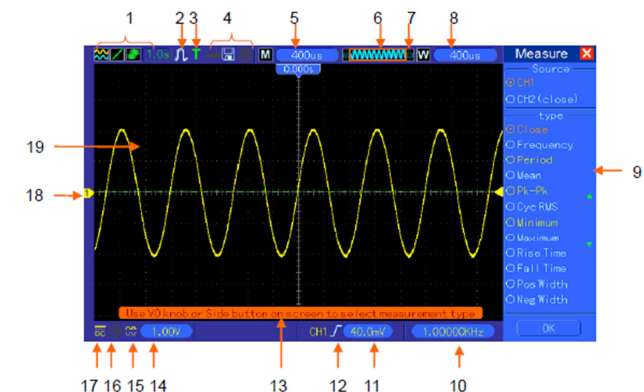 1 2 3 4 5 6 7 8
1.0s T M 400us W 400us Measure
0.000s
Source
CH1
CH2(close)
type
Close
Frequency
Period
Mean
Pk-Pk
Cyc RMS
Minimum
Maximum
Rise Time
Fall Time
Pos Width
Neg Width
OK
19
18
1
9
Use V0 knob or Side button on screen to select measurement type
DC 1.00V CH1 40.0mV 1.00000KHz
17 16 15 14 13 12 11 10